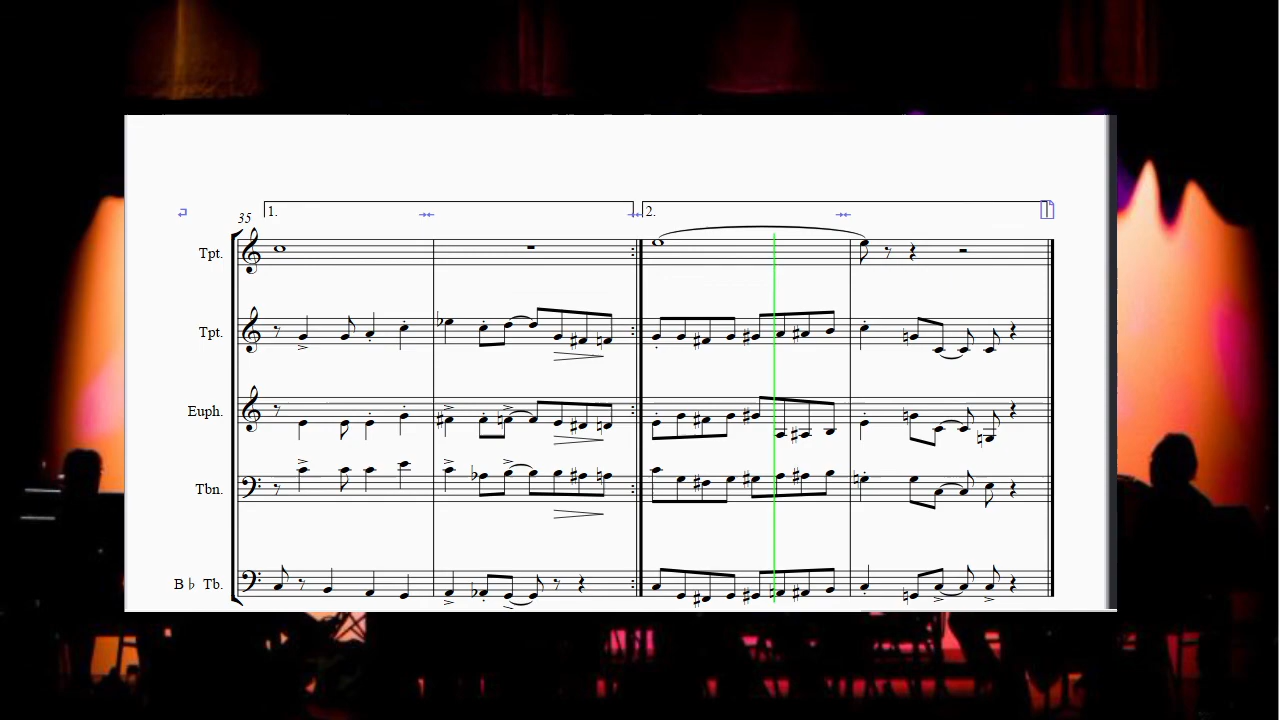 35
1.
2.
Tpt.
Tpt.
Euph.
Tbn.
B♭ Tb.